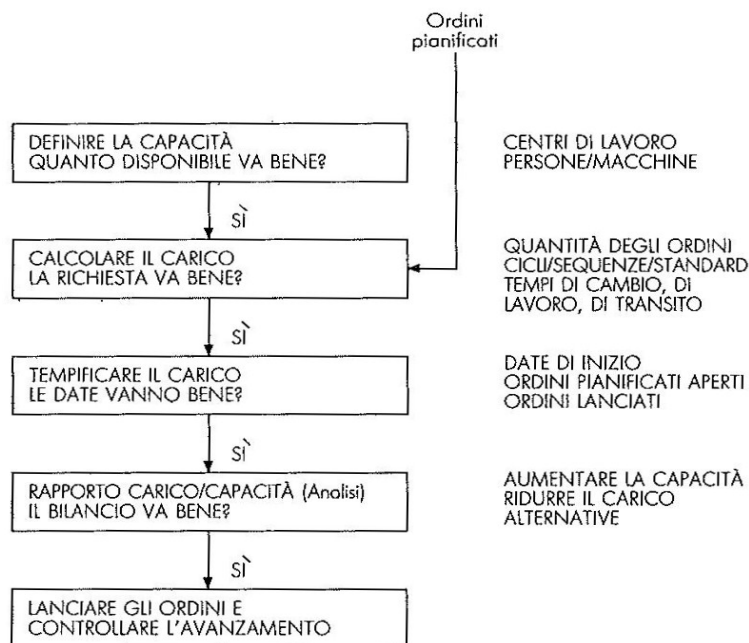 Ordini
pianificati
DEFINIRE LA CAPACITÀ
QUANTO DISPONIBILE VA BENE?
CENTRI DI LAVORO
PERSONE/MACCHINE
SÌ
CALCOLARE IL CARICO
LA RICHIESTA VA BENE?
QUANTITÀ DEGLI ORDINI
CICLI/SEQUENZE/STANDARD
TEMPI DI CAMBIO, DI
LAVORO, DI TRANSITO
SÌ
TEMPIFICARE IL CARICO
LE DATE VANNO BENE?
DATE DI INIZIO
ORDINI PIANIFICATI APERTI
ORDINI LANCIATI
SÌ
RAPPORTO CARICO/CAPACITÀ (Analisi)
IL BILANCIO VA BENE?
AUMENTARE LA CAPACITÀ
RIDURRE IL CARICO
ALTERNATIVE
SÌ
LANCIARE GLI ORDINI E
CONTROLLARE L'AVANZAMENTO